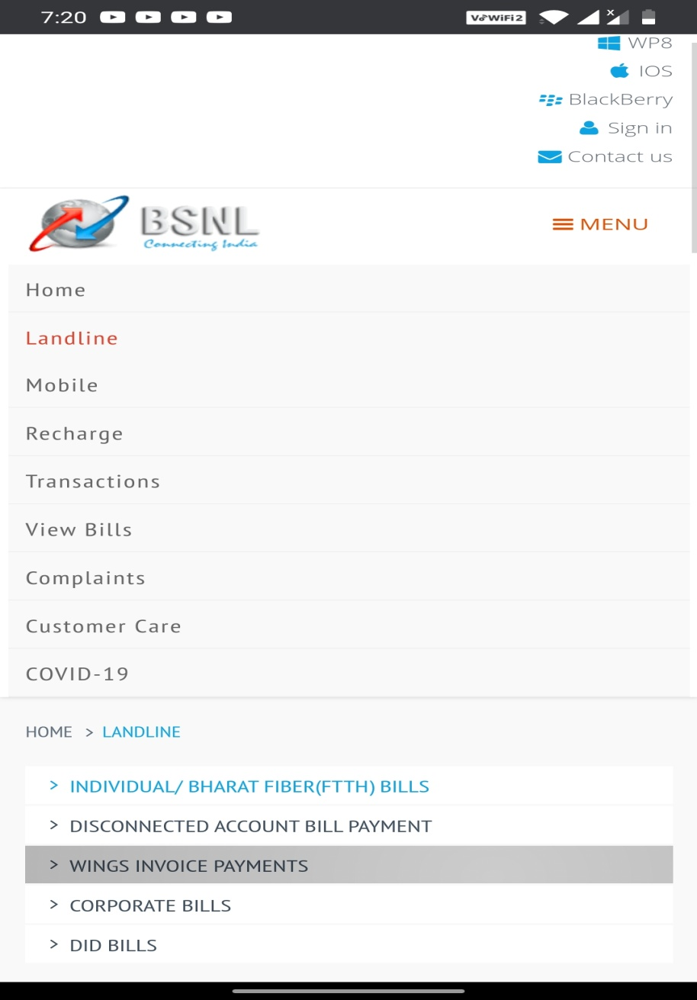 7:20 VoWiFi2 x
WP8
IOS
BlackBerry
Sign in
Contact us
BSNL
Connecting India
MENU
Home
Landline
Mobile
Recharge
Transactions
View Bills
Complaints
Customer Care
COVID-19
HOME > LANDLINE
> INDIVIDUAL/ BHARAT FIBER(FTTH) BILLS
> DISCONNECTED ACCOUNT BILL PAYMENT
> WINGS INVOICE PAYMENTS
> CORPORATE BILLS
> DID BILLS